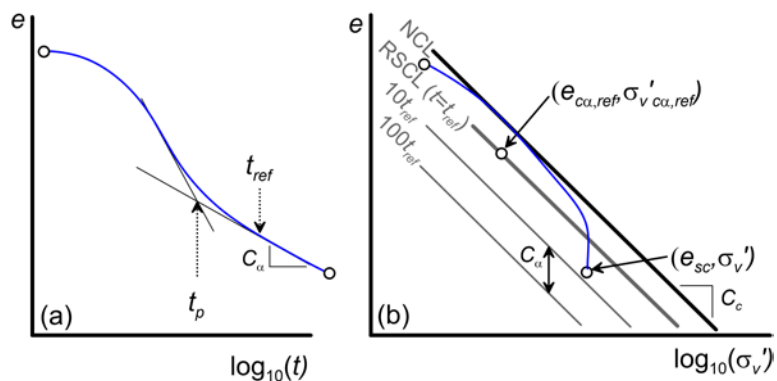 e
t_ref
C_α
t_p
(a)
log₁₀(t)
e
NCL
RSCL (t=t_ref)
10t_ref
100t_ref
(e_cα,ref, σ_v'_cα,ref)
C_α
(e_sc, σ_v')
C_c
(b)
log₁₀(σ_v')